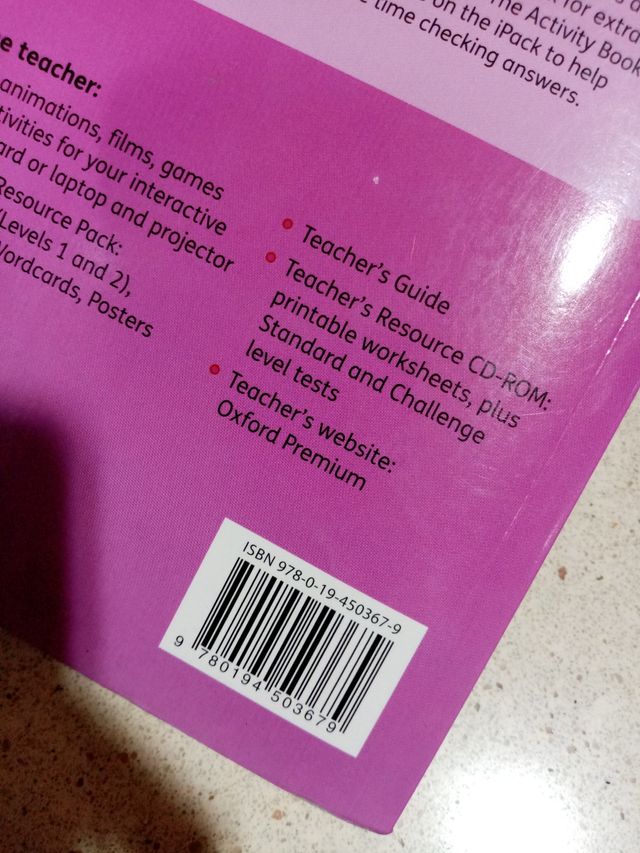 for extra
The Activity Book
on the iPack to help
time checking answers.
teacher:
animations, films, games
for your interactive
or laptop and projector
Resource Pack:
(Levels 1 and 2),
Wordcards, Posters
• Teacher's Guide
• Teacher's Resource CD-ROM:
printable worksheets, plus
Standard and Challenge
level tests
• Teacher's website:
Oxford Premium
ISBN 978-0-19-450367-9
9 780194 503679